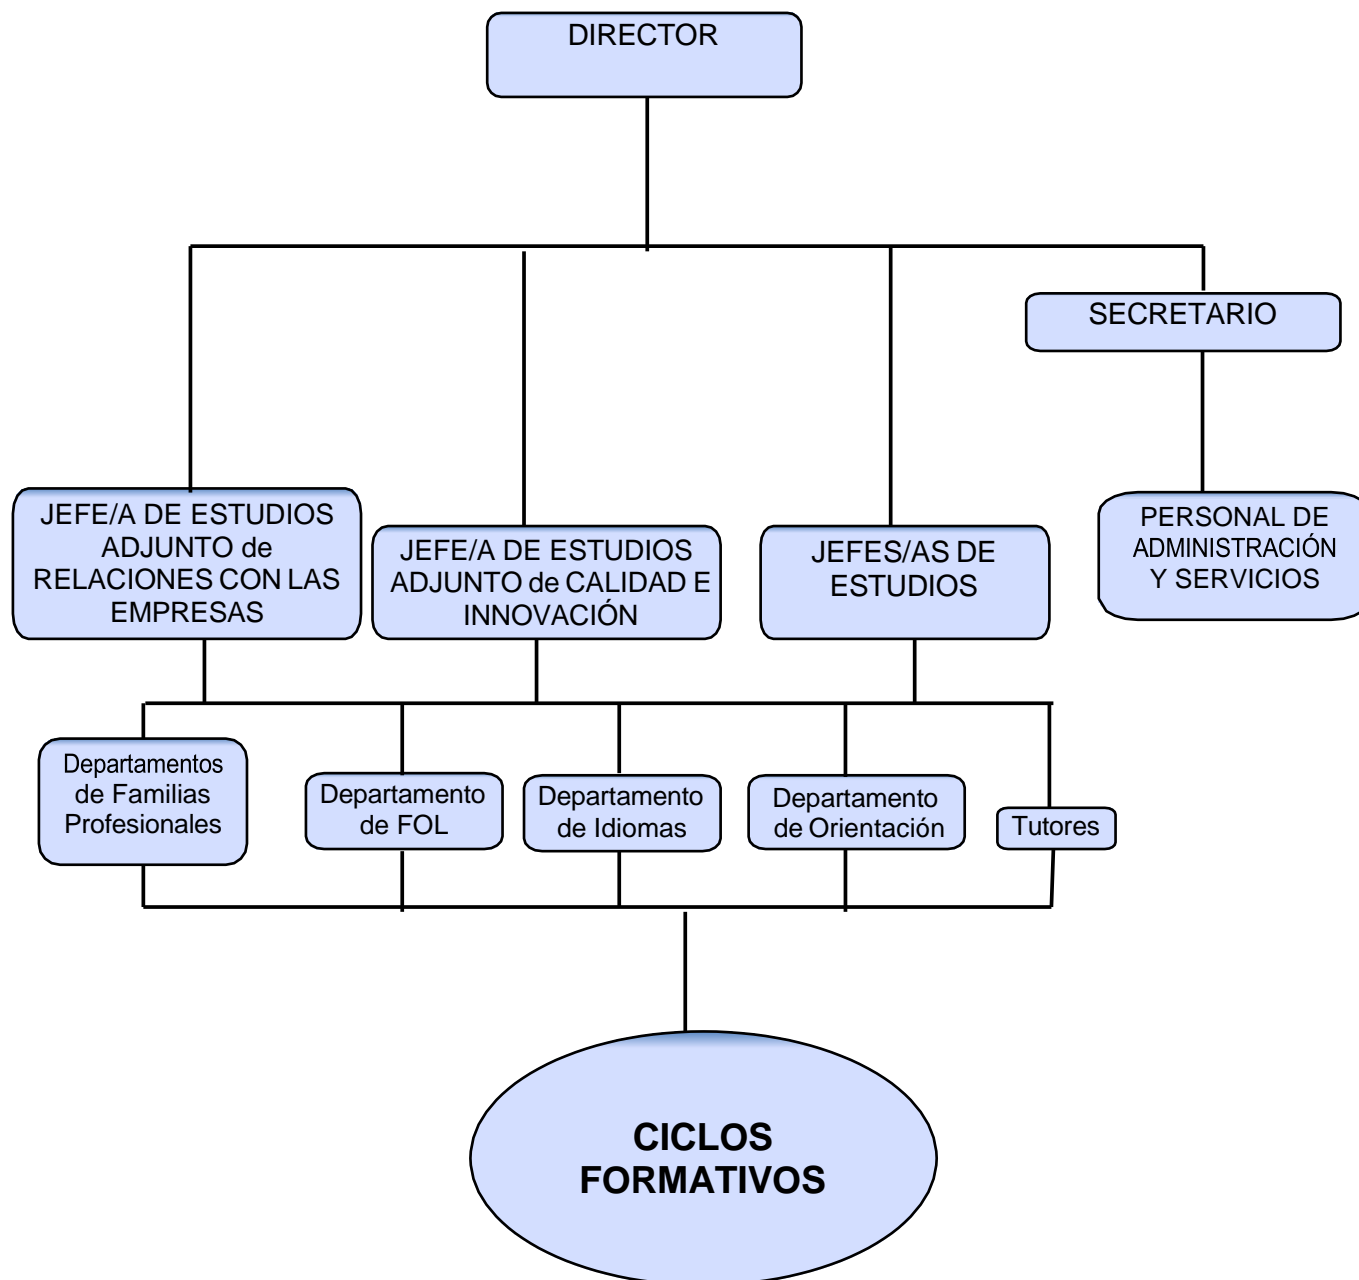 DIRECTOR
SECRETARIO
JEFE/A DE ESTUDIOS
ADJUNTO de
RELACIONES CON LAS
EMPRESAS
JEFE/A DE ESTUDIOS
ADJUNTO de CALIDAD E
INNOVACIÓN
JEFES/AS DE
ESTUDIOS
PERSONAL DE
ADMINISTRACIÓN
Y SERVICIOS
Departamentos
de Familias
Profesionales
Departamento
de FOL
Departamento
de Idiomas
Departamento
de Orientación
Tutores
CICLOS
FORMATIVOS